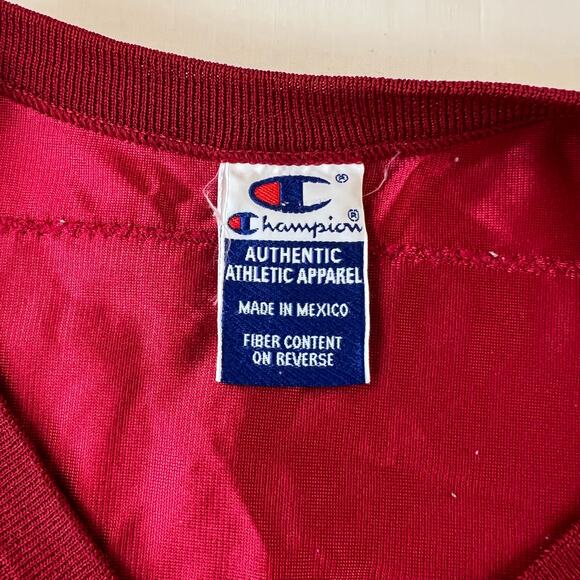 ®
Champion®
AUTHENTIC
ATHLETIC APPAREL
MADE IN MEXICO
FIBER CONTENT
ON REVERSE